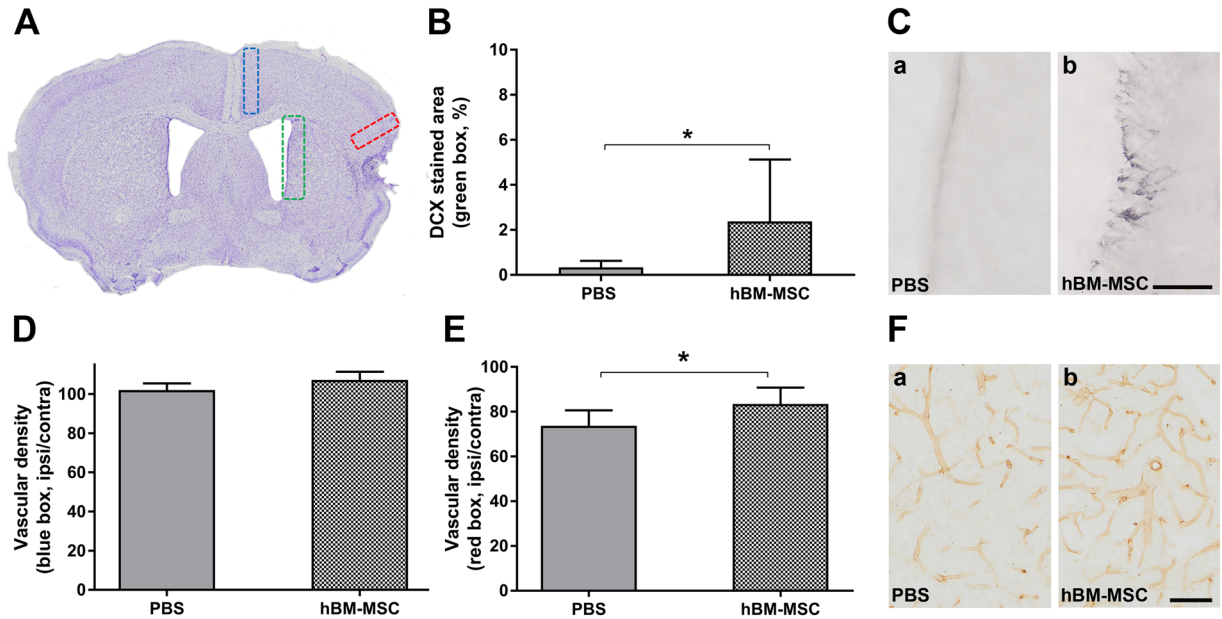 A
B
DCX stained area
(green box, %)
10
8
6
4
2
0
*
PBS
hBM-MSC
C
a
PBS
b
hBM-MSC
D
Vascular density
(blue box, ipsi/contra)
100
80
60
40
20
0
PBS
hBM-MSC
E
Vascular density
(red box, ipsi/contra)
100
80
60
40
20
0
*
PBS
hBM-MSC
F
a
PBS
b
hBM-MSC